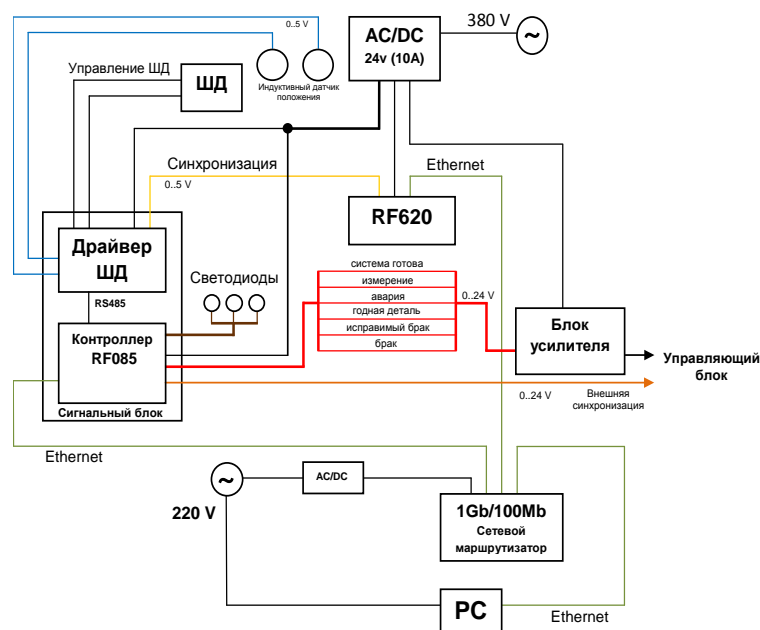 0..5 V
AC/DC
24v (10A)
380 V
~
Управление ШД
ШД
Индуктивный датчик
положения
Синхронизация
0..5 V
Ethernet
RF620
Драйвер
ШД
Светодиоды
RS485
система готова
измерение
авария
годная деталь
исправимый брак
брак
0..24 V
Блок
усилителя
Контроллер
RF085
Управляющий
блок
Сигнальный блок
0..24 V
Внешняя
синхронизация
Ethernet
~
AC/DC
220 V
1Gb/100Mb
Сетевой
маршрутизатор
PC
Ethernet